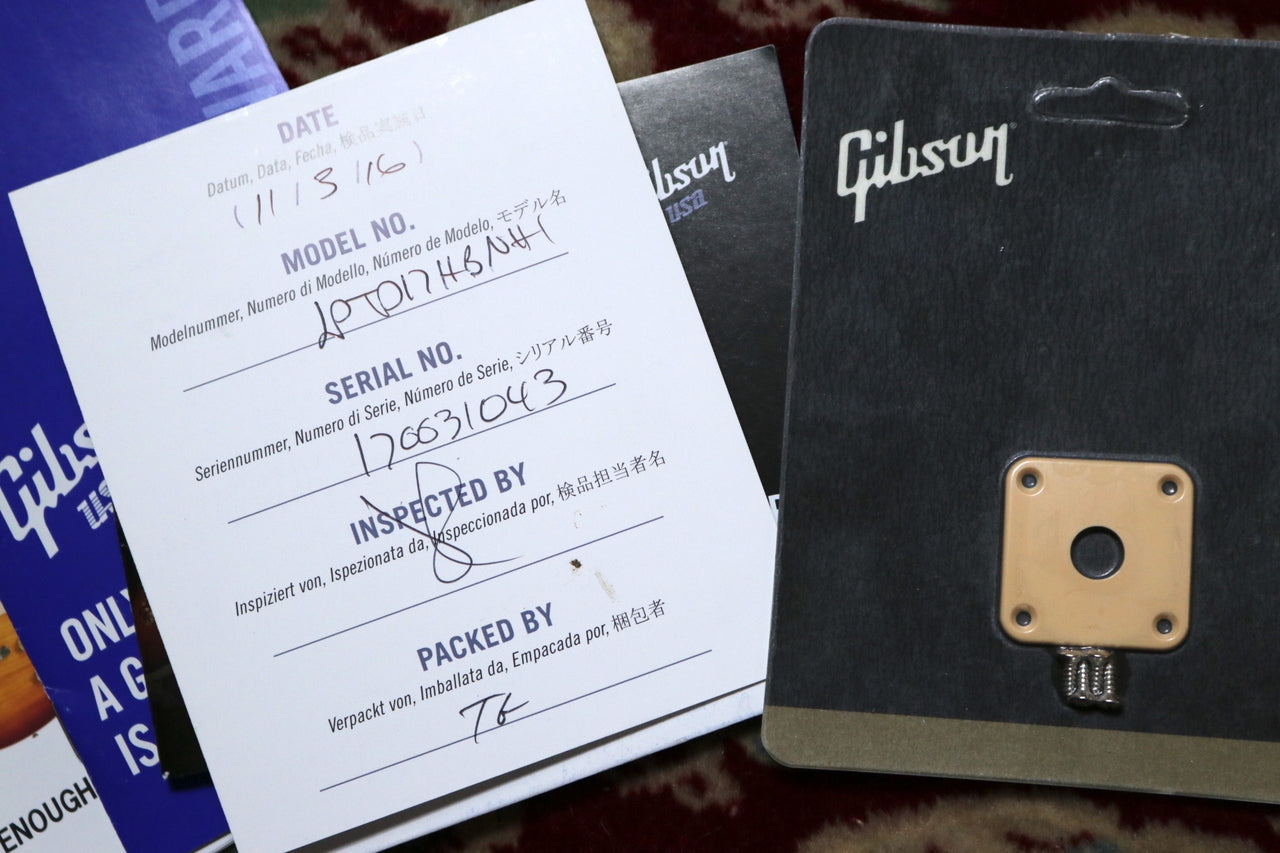 DATE
Datum, Data, Fecha, 検品実施日
11/3/16
MODEL NO.
Modelnummer, Numero di Modello, Número de Modelo, モデル名
SERIAL NO.
Seriennummer, Numero di Serie, Número de Serie, シリアル番号
170031043
INSPECTED BY
Inspiziert von, Ispezionata da, Inspeccionada por, 検品担当者名
PACKED BY
Verpackt von, Imballata da, Empacada por, 梱包者
TG
Gibson
usa
ONLY
A G
IS
ENOUGH
bson
usa
Gibson